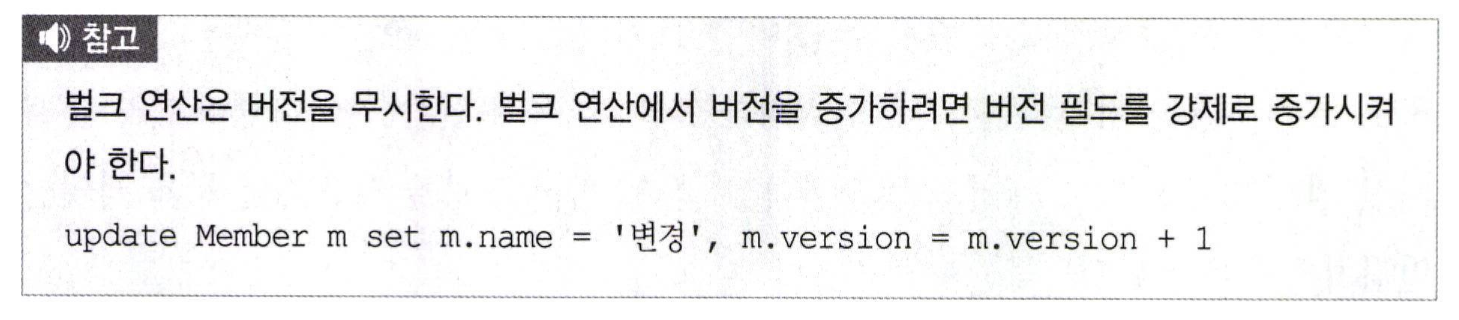 참고
벌크 연산은 버전을 무시한다. 벌크 연산에서 버전을 증가하려면 버전 필드를 강제로 증가시켜
야 한다.
update Member m set m.name = '변경', m.version = m.version + 1